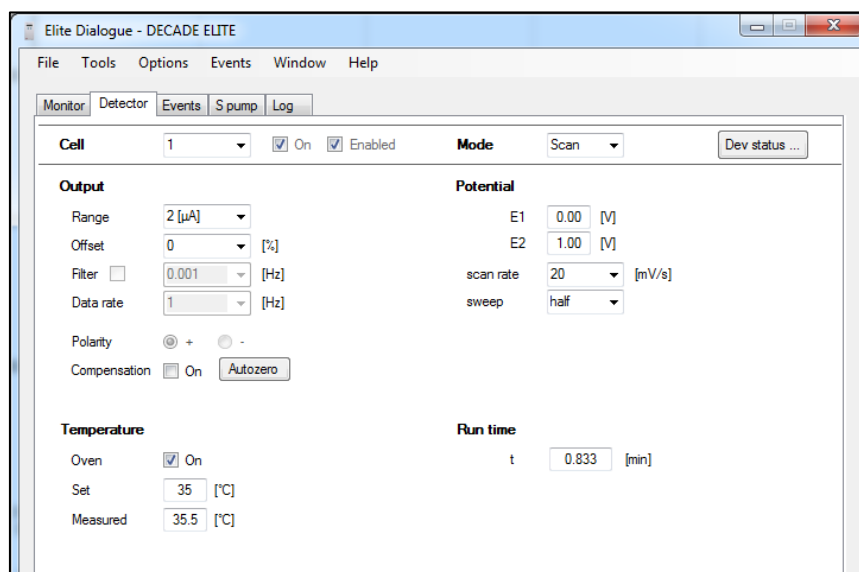 Elite Dialogue - DECADE ELITE
File Tools Options Events Window Help
Monitor Detector Events S pump Log
Cell 1 On Enabled Mode Scan Dev status ...
Output Potential
Range 2 [µA] E1 0.00 [V]
Offset 0 [%] E2 1.00 [V]
Filter 0.001 [Hz] scan rate 20 [mV/s]
Data rate 1 [Hz] sweep half
Polarity + -
Compensation On Autozero
Temperature Run time
Oven On t 0.833 [min]
Set 35 [°C]
Measured 35.5 [°C]